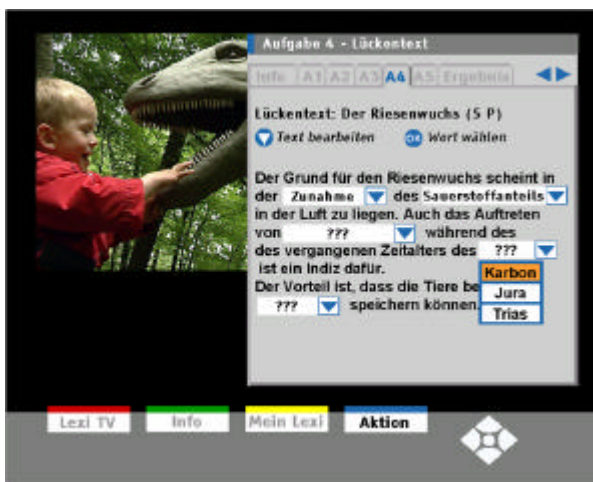 Aufgabe 4 - Lückentext
Info A1 A2 A3 A4 A5 Ergebnis
Lückentext: Der Riesenwuchs (5 P)
Text bearbeiten OK Wort wählen
Der Grund für den Riesenwuchs scheint in
der Zunahme des Sauerstoffanteils
in der Luft zu liegen. Auch das Auftreten
von ??? während des
des vergangenen Zeitalters des ???
ist ein Indiz dafür.
Karbon
Der Vorteil ist, dass die Tiere be
Jura
??? speichern können.
Trias
Lexi TV Info Mein Lexi Aktion